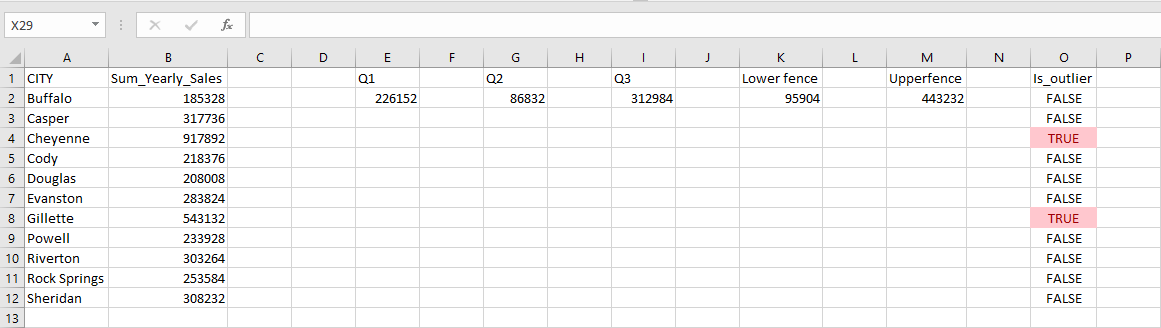 X29 fx
A B C D E F G H I J K L M N O P
1 CITY Sum_Yearly_Sales Q1 Q2 Q3 Lower fence Upperfence Is_outlier
2 Buffalo 185328 226152 86832 312984 95904 443232 FALSE
3 Casper 317736 FALSE
4 Cheyenne 917892 TRUE
5 Cody 218376 FALSE
6 Douglas 208008 FALSE
7 Evanston 283824 FALSE
8 Gillette 543132 TRUE
9 Powell 233928 FALSE
10 Riverton 303264 FALSE
11 Rock Springs 253584 FALSE
12 Sheridan 308232 FALSE
13